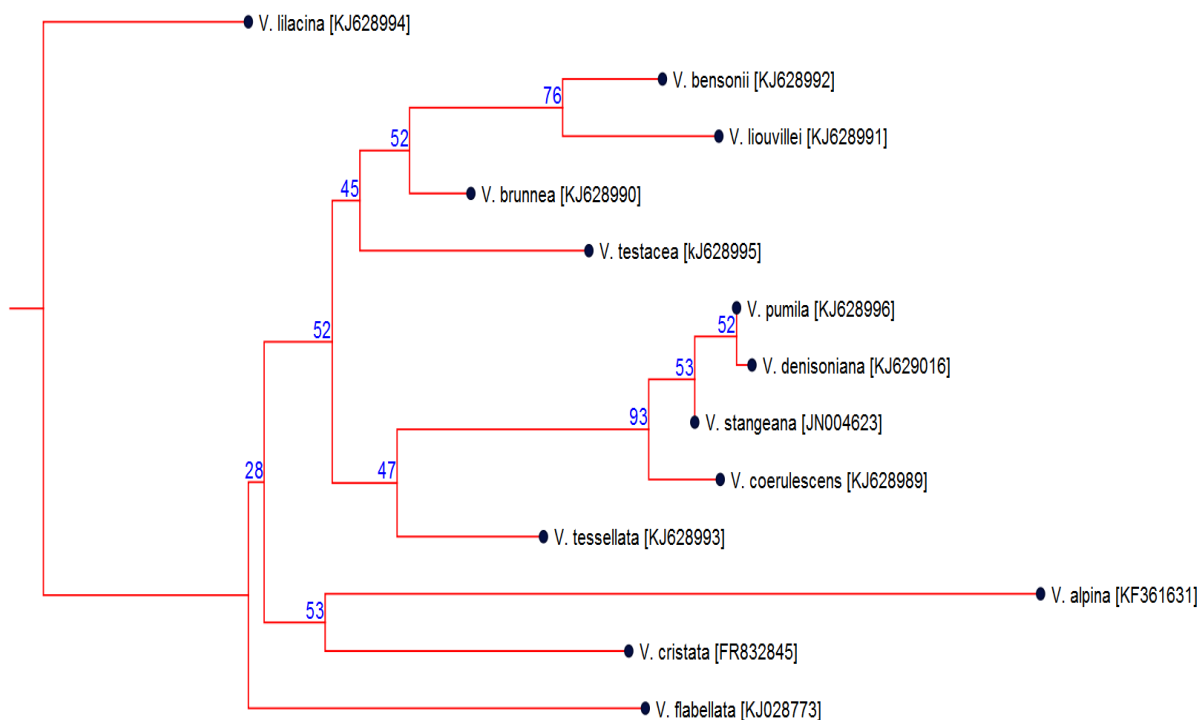 V. lilacina [KJ628994]
V. bensonii [KJ628992]
76
V. liouvillei [KJ628991]
52
V. brunnea [KJ628990]
45
V. testacea [kJ628995]
V. pumila [KJ628996]
52
52
V. denisoniana [KJ629016]
53
V. stangeana [JN004623]
93
V. coerulescens [KJ628989]
28
47
V. tessellata [KJ628993]
V. alpina [KF361631]
53
V. cristata [FR832845]
V. flabellata [KJ028773]